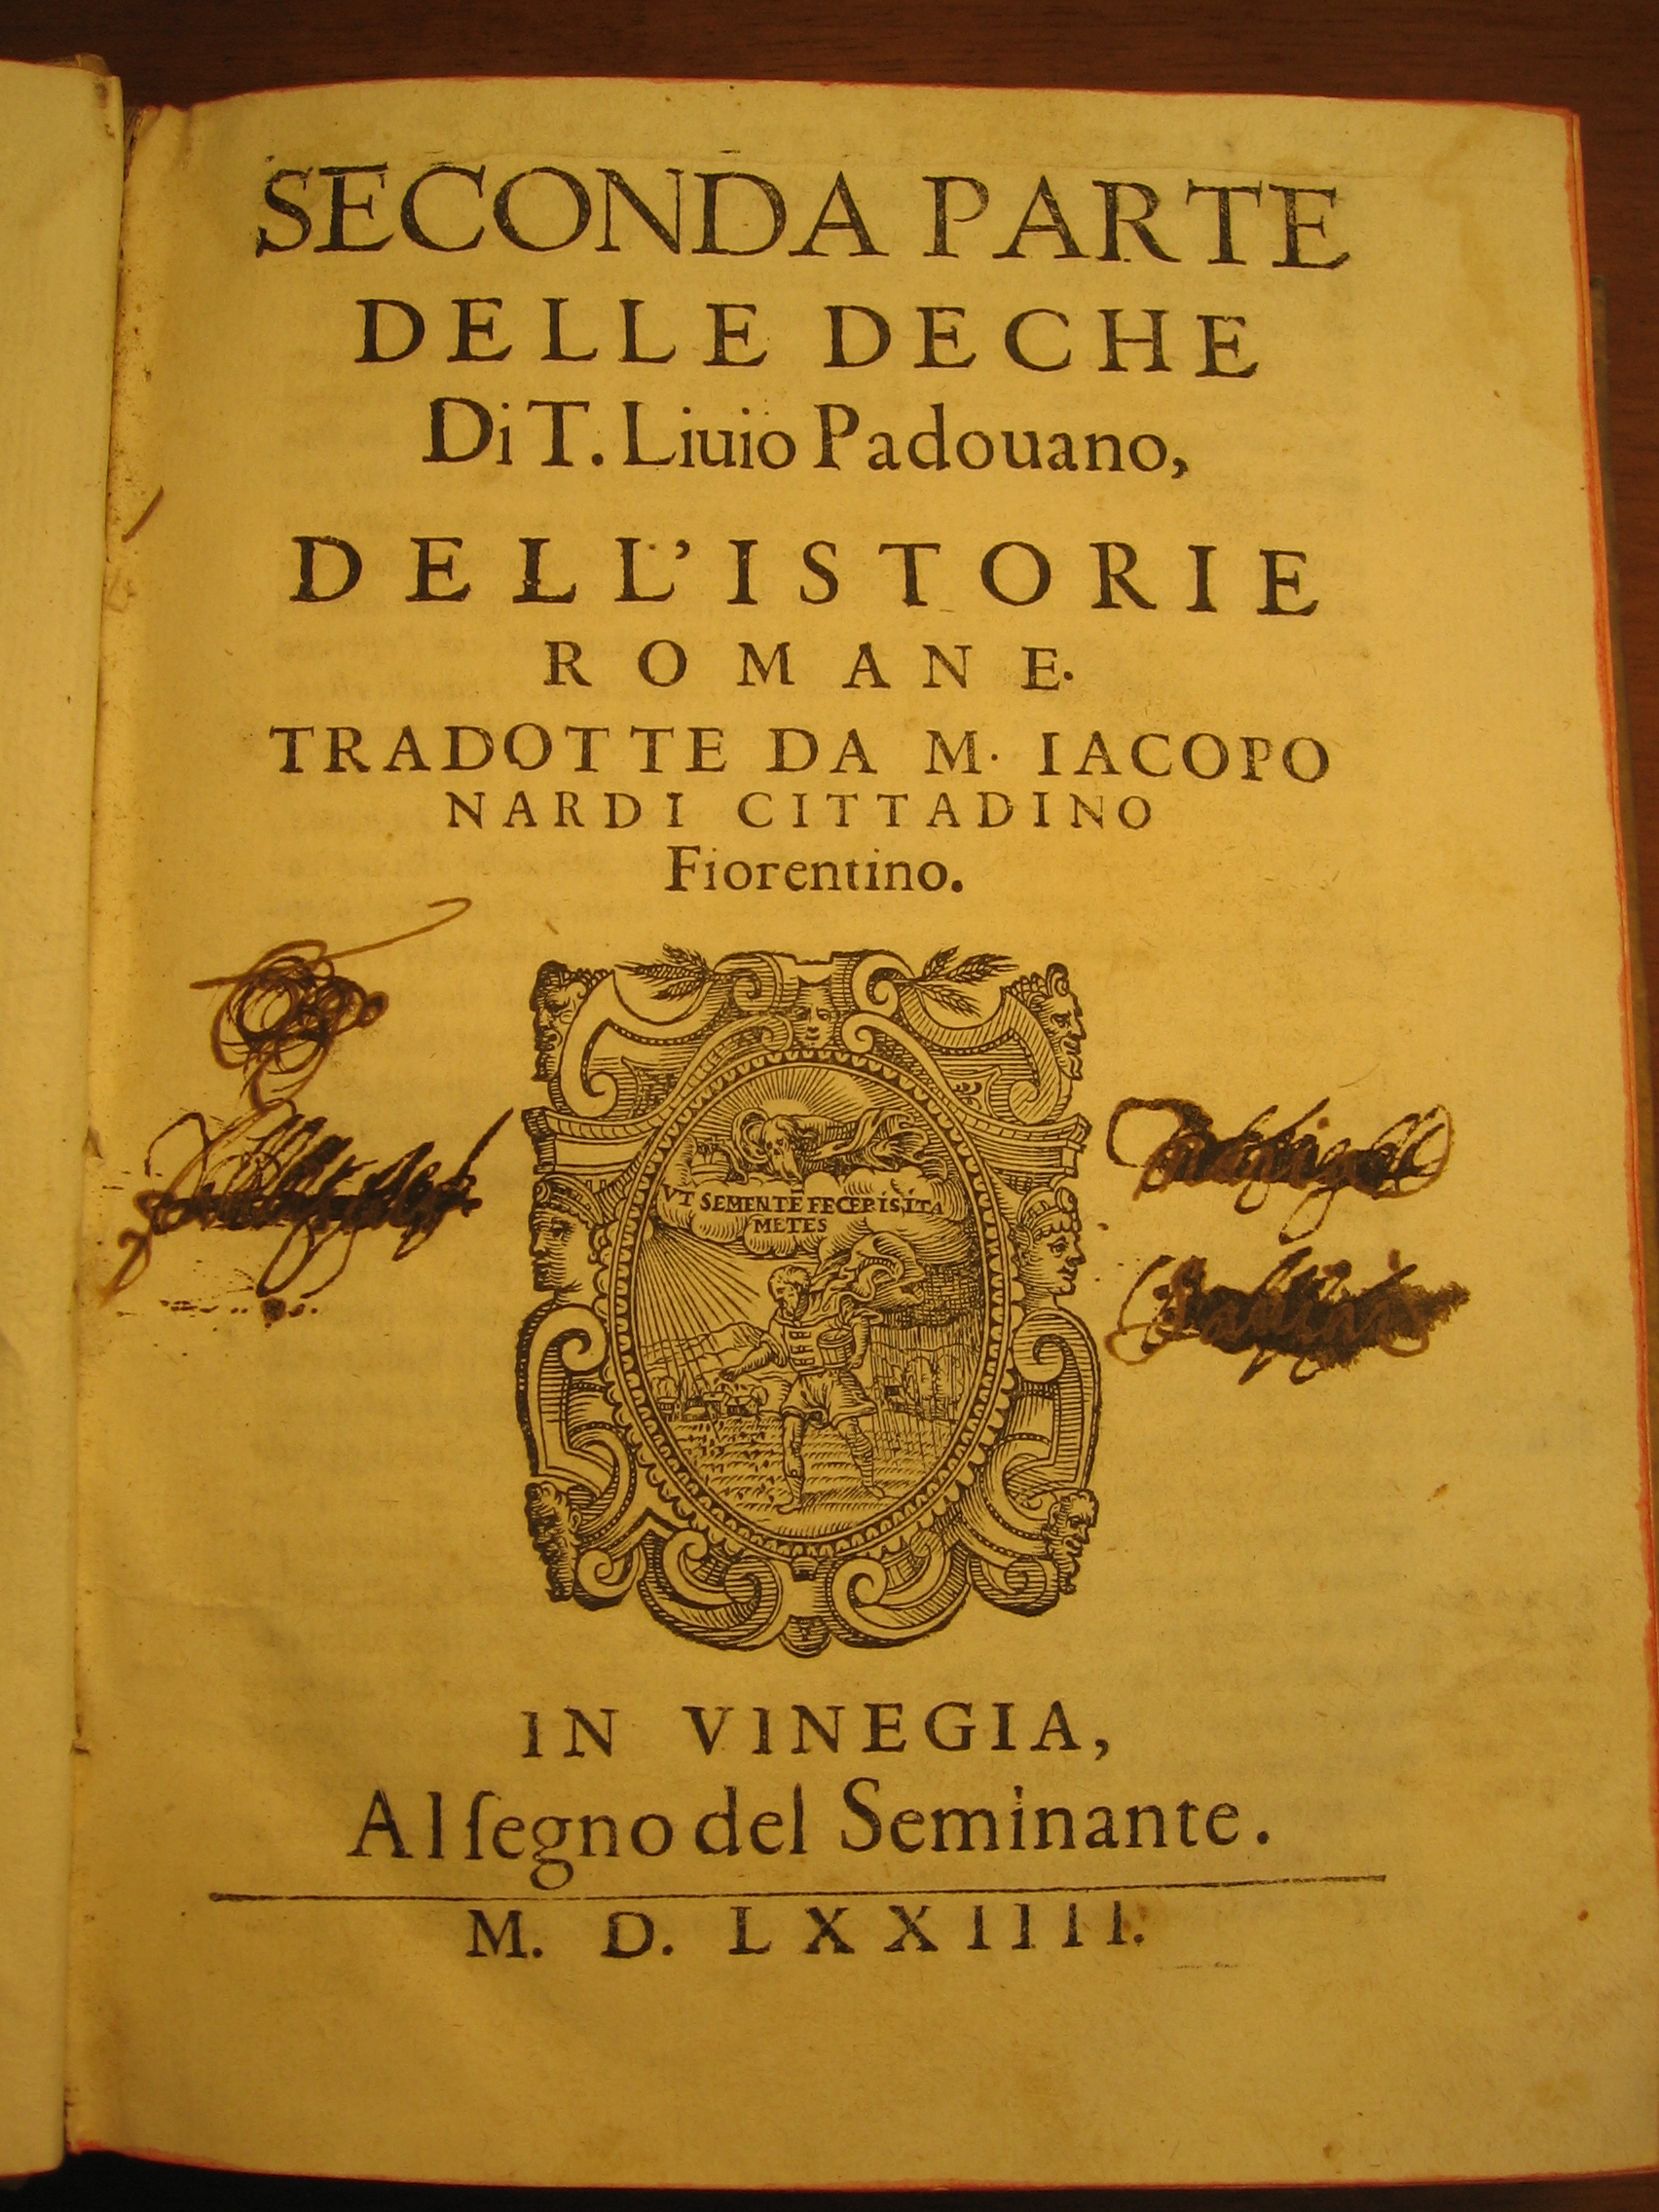 SECONDA PARTE
DELLE DECHE
Di T. Liuio Padouano,
DELL'ISTORIE
ROMANE.
TRADOTTE DA M. IACOPO
NARDI CITTADINO
Fiorentino.
VT SEMENTĒ FECERIS, ITA
METES
IN VINEGIA,
Al ſegno del Seminante.
M. D. LXXIIII.